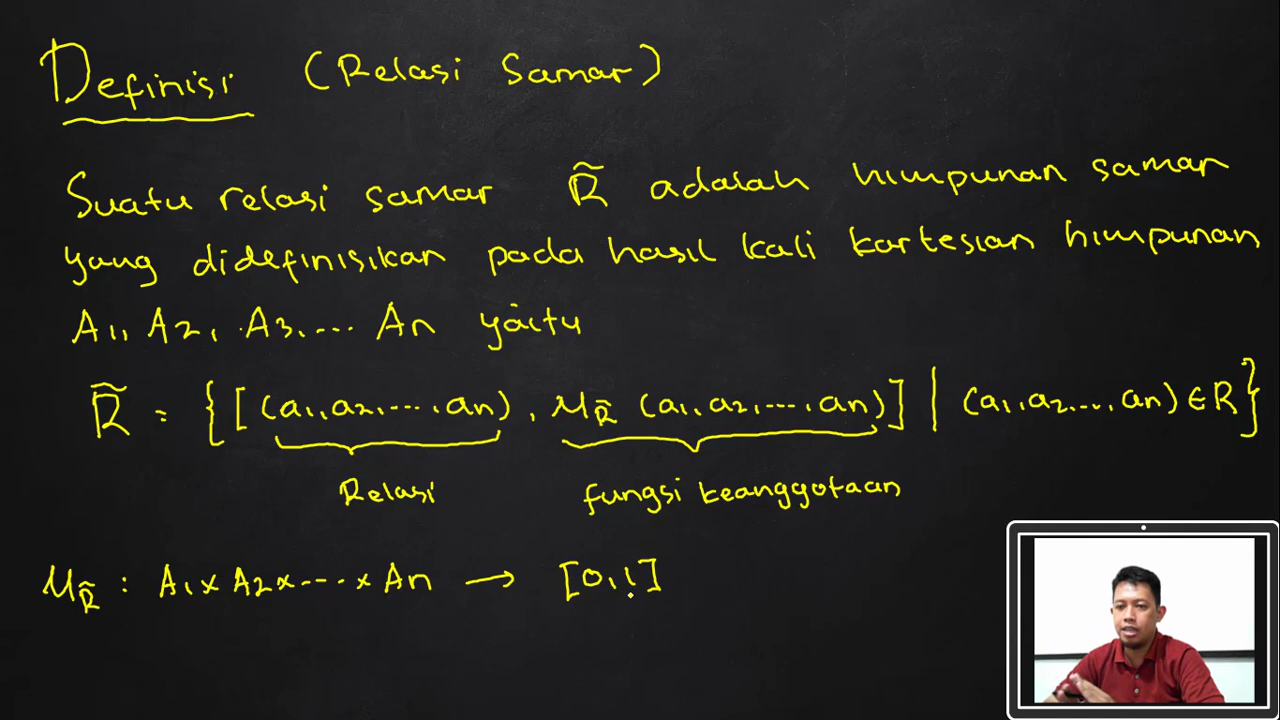 Definisi (Relasi Samar)
Suatu relasi samar R̃ adalah himpunan samar
yang didefinisikan pada hasil kali kartesian himpunan
A1, A2, A3, ... An yaitu
R̃ = {[(a1, a2, ..., an), μR̃ (a1, a2, ..., an)] | (a1, a2, ..., an) ∈ R}
Relasi fungsi keanggotaan
μR̃ : A1 x A2 x ... x An → [0,1]